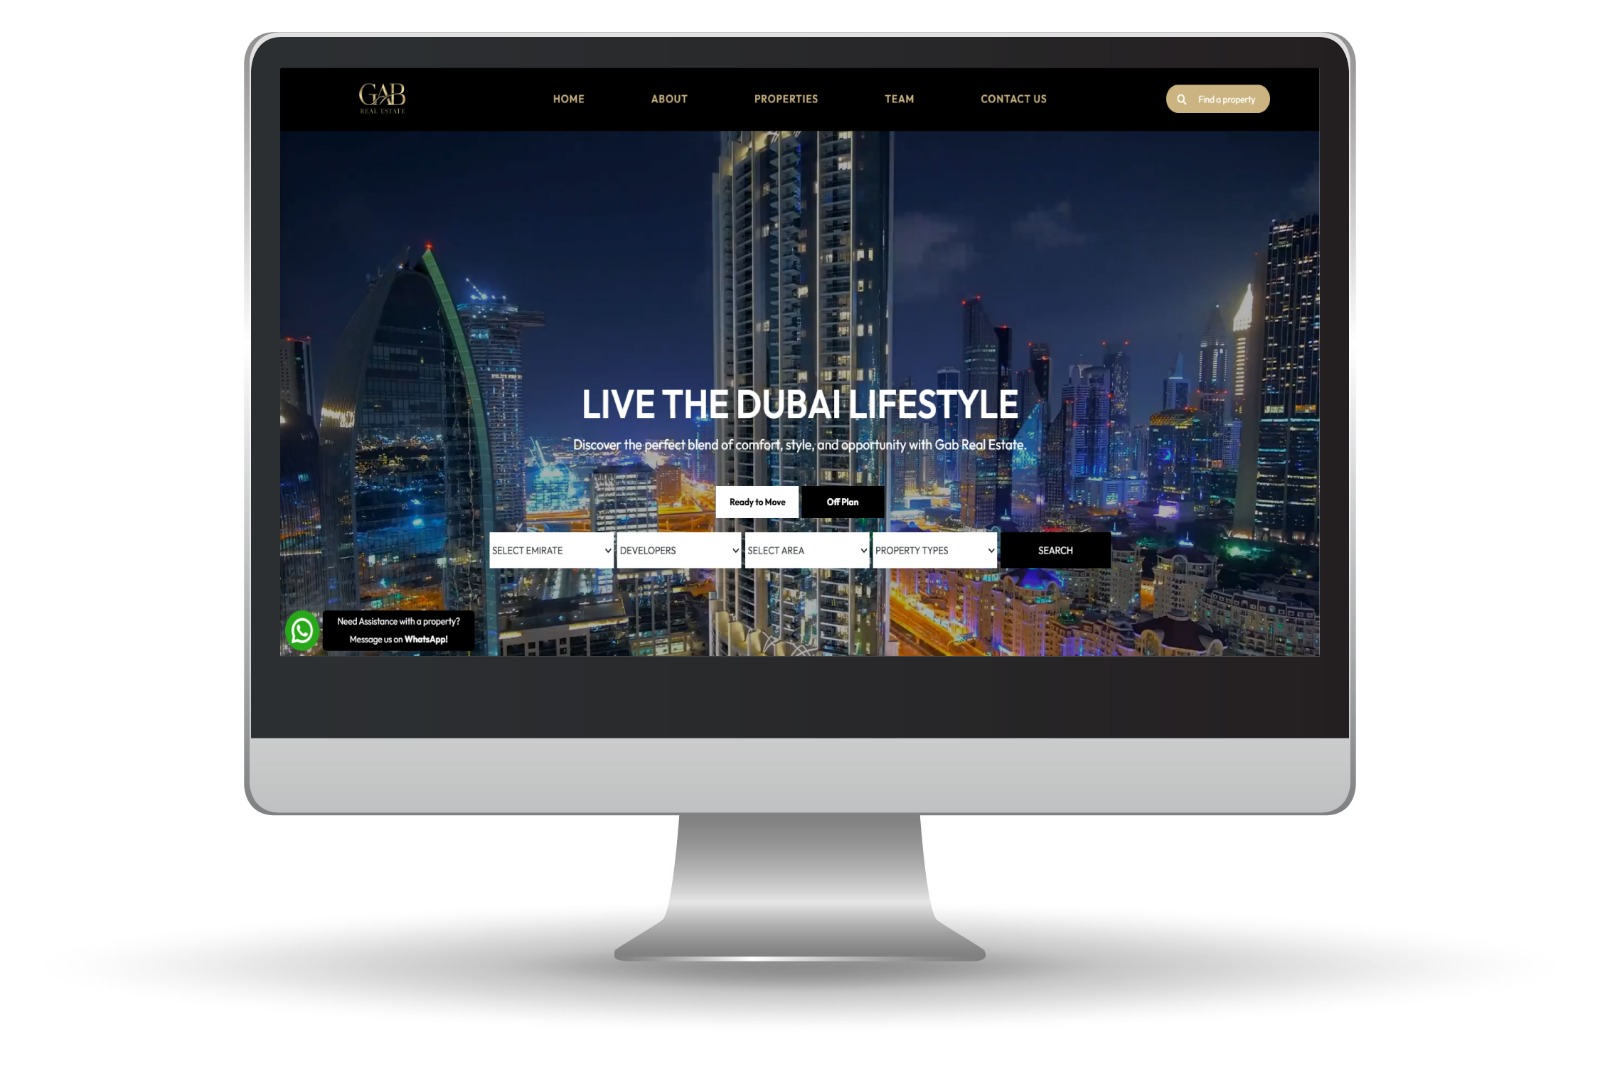 GAB
REAL ESTATE
HOME
ABOUT
PROPERTIES
TEAM
CONTACT US
Find a property
LIVE THE DUBAI LIFESTYLE
Discover the perfect blend of comfort, style, and opportunity with Gab Real Estate.
Ready to Move
Off Plan
SELECT EMIRATE
DEVELOPERS
SELECT AREA
PROPERTY TYPES
SEARCH
Need Assistance with a property?
Message us on WhatsApp!